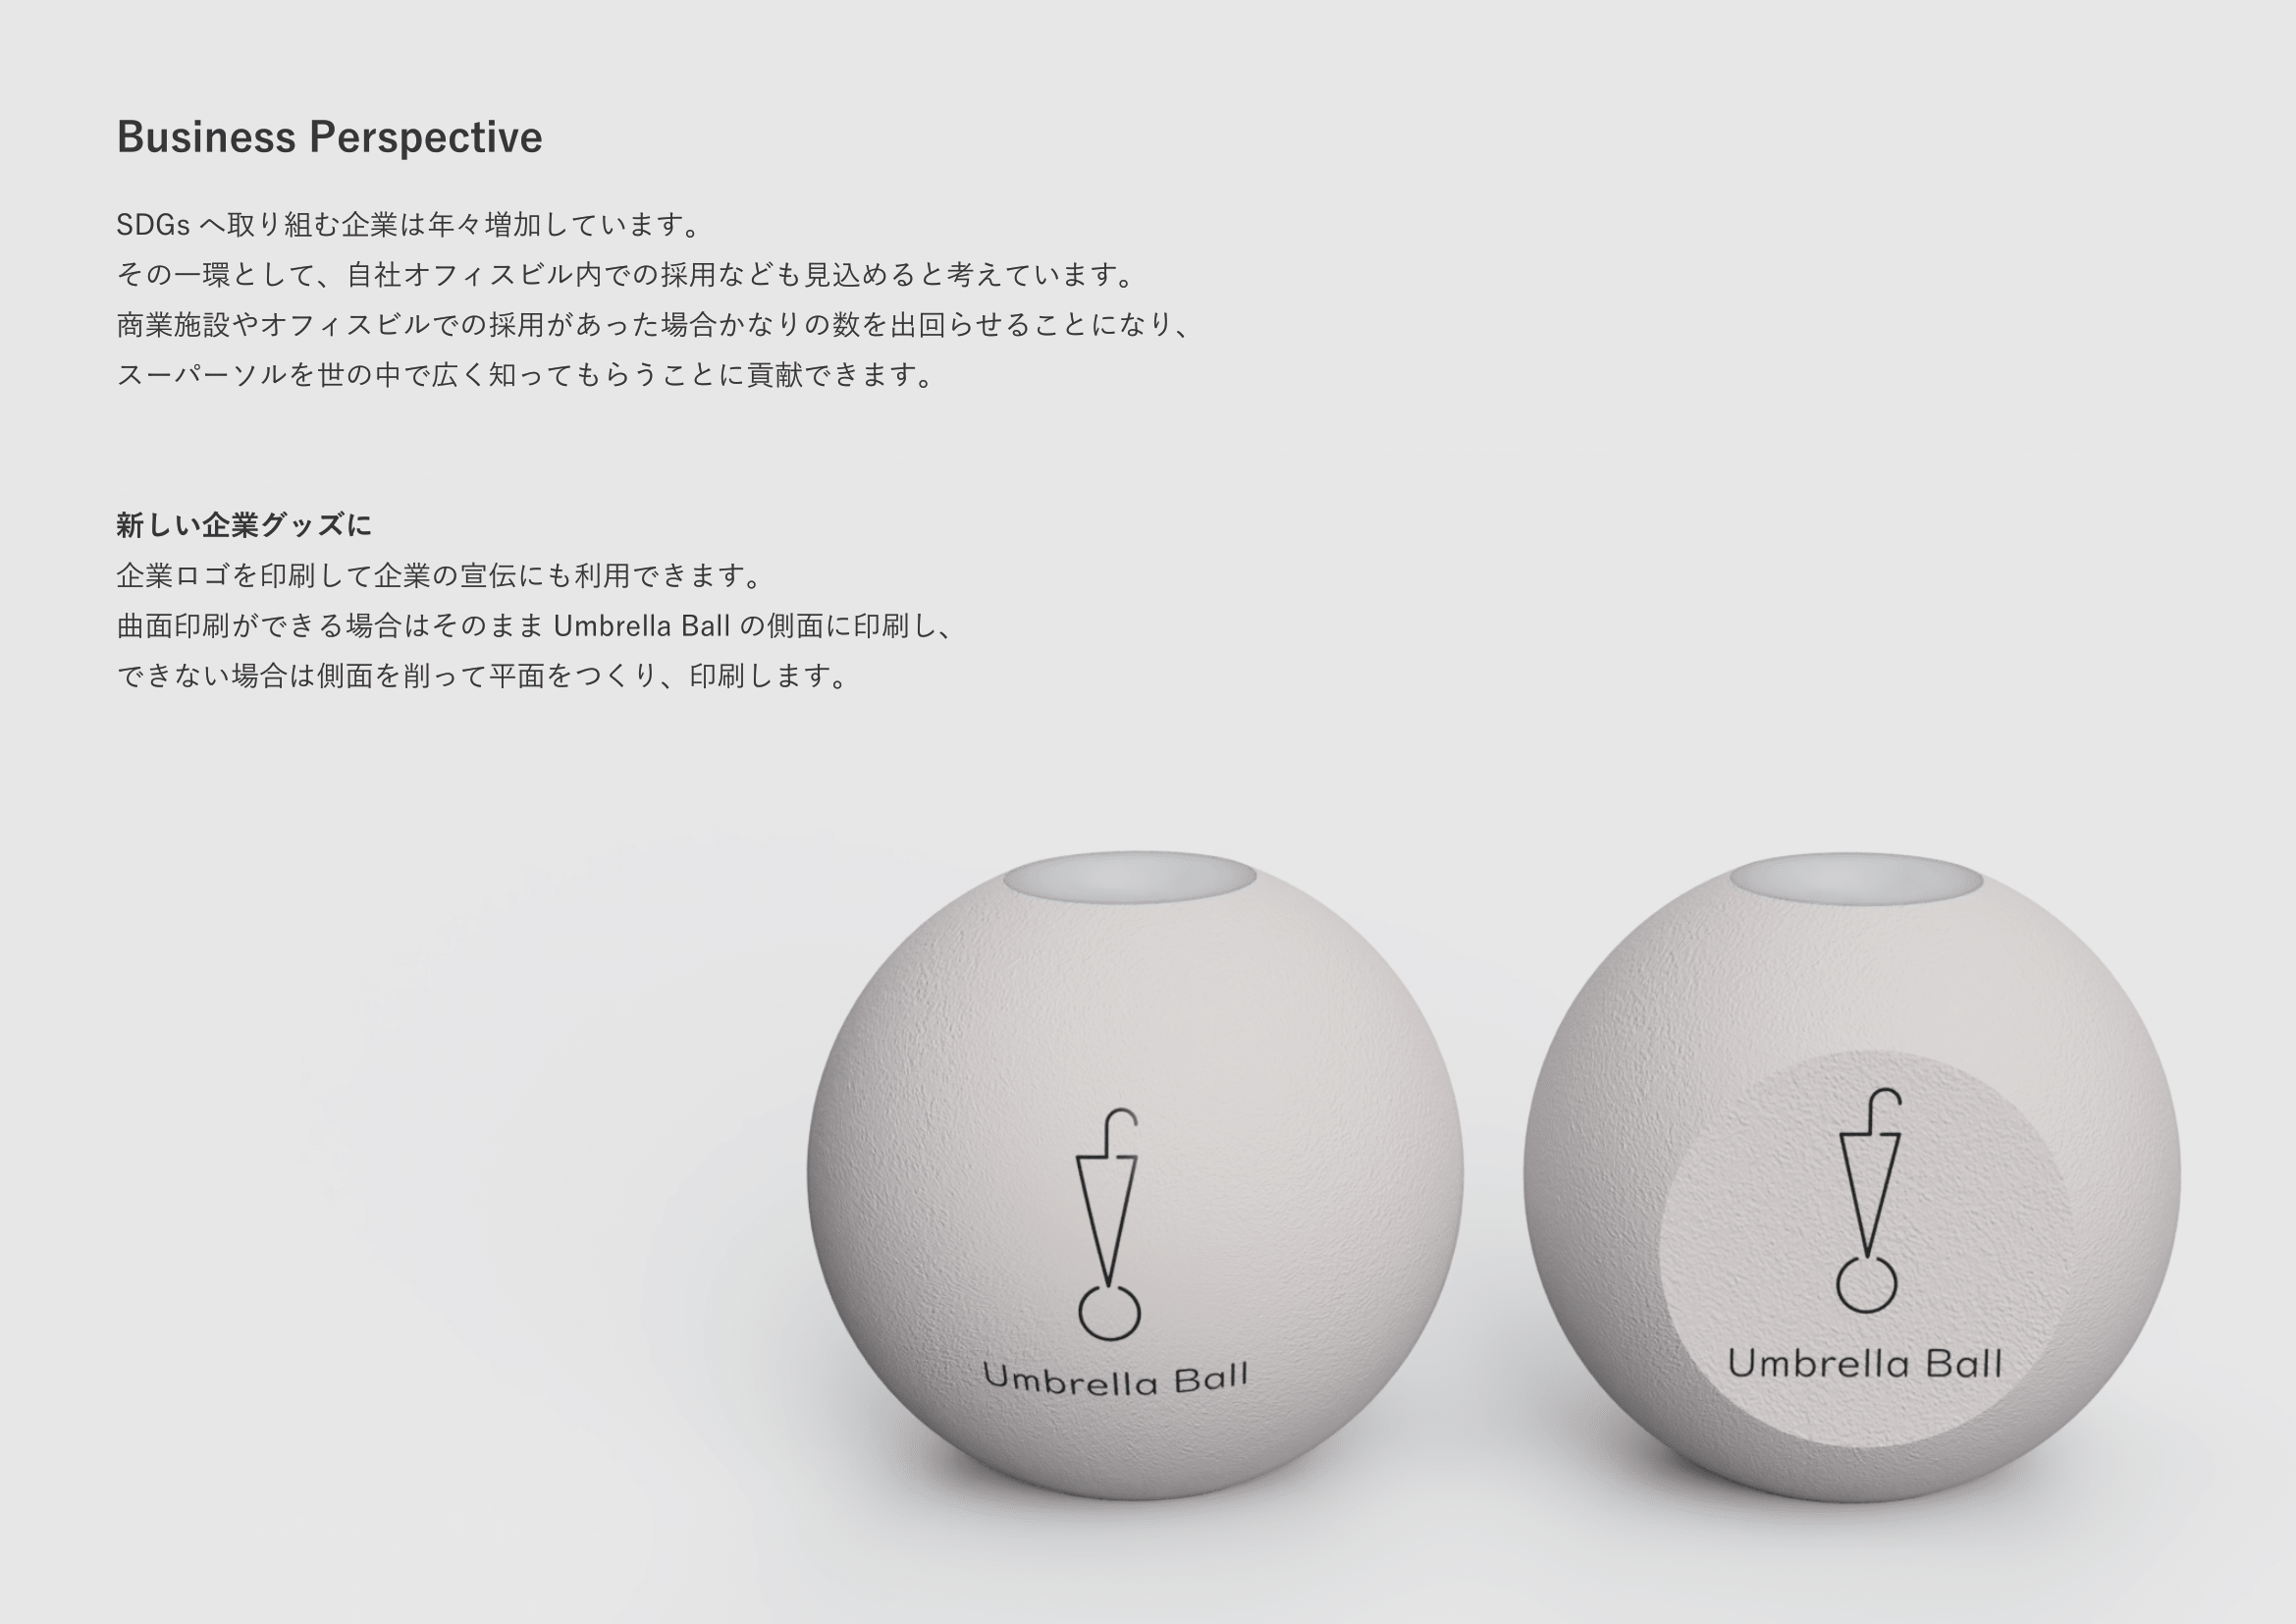 Business Perspective
SDGs へ取り組む企業は年々増加しています。
その一環として、自社オフィスビル内での採用なども見込めると考えています。
商業施設やオフィスビルでの採用があった場合かなりの数を出回らせることになり、
スーパーソルを世の中で広く知ってもらうことに貢献できます。
新しい企業グッズに
企業ロゴを印刷して企業の宣伝にも利用できます。
曲面印刷ができる場合はそのまま Umbrella Ball の側面に印刷し、
できない場合は側面を削って平面をつくり、印刷します。
Umbrella Ball
Umbrella Ball